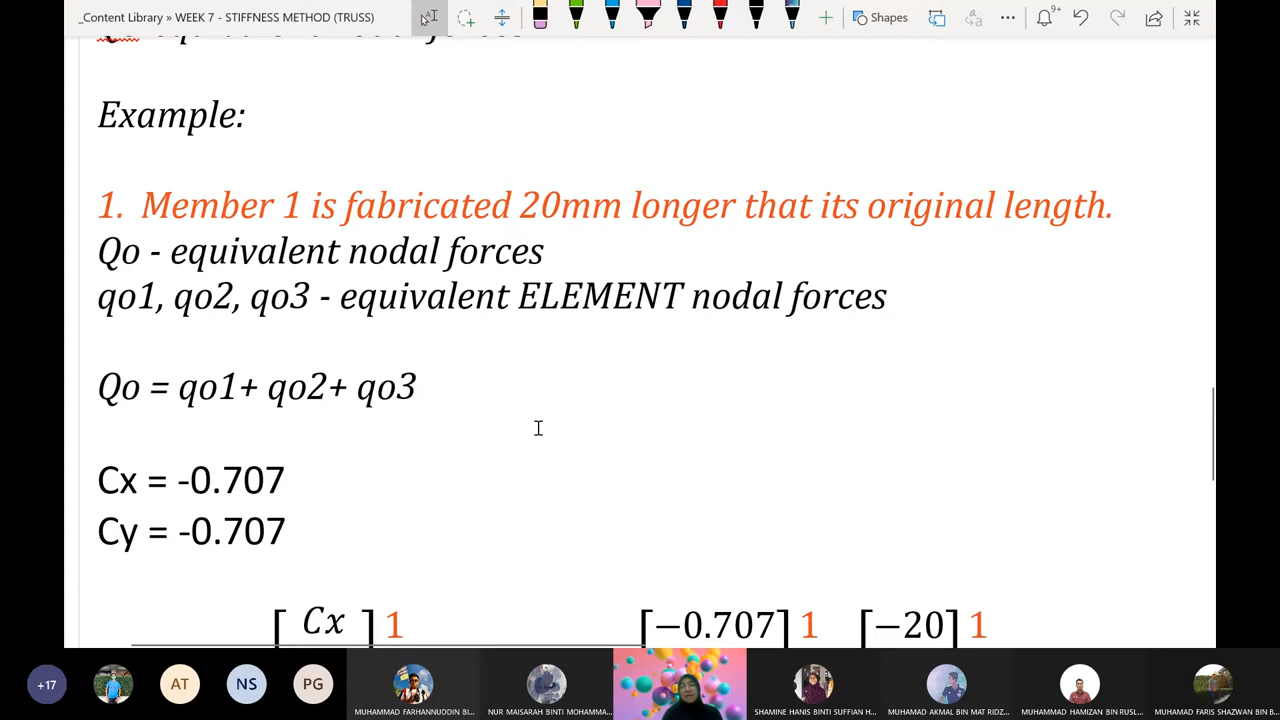 _Content Library » WEEK 7 - STIFFNESS METHOD (TRUSS)
Shapes
9+
Example:
1. Member 1 is fabricated 20mm longer that its original length.
Qo - equivalent nodal forces
qo1, qo2, qo3 - equivalent ELEMENT nodal forces
Qo = qo1+ qo2+ qo3
Cx = -0.707
Cy = -0.707
[ Cx ] 1 [−0.707] 1 [−20] 1
+17
AT
NS
PG
MUHAMMAD FARHANNUDDIN BI...
NUR MAISARAH BINTI MOHAMMA...
SHAMINE HANIS BINTI SUFFIAN H...
MUHAMAD AKMAL BIN MAT RIDZ...
MUHAMMAD HAMIZAN BIN RUSL...
MUHAMAD FARIS SHAZWAN BIN B...